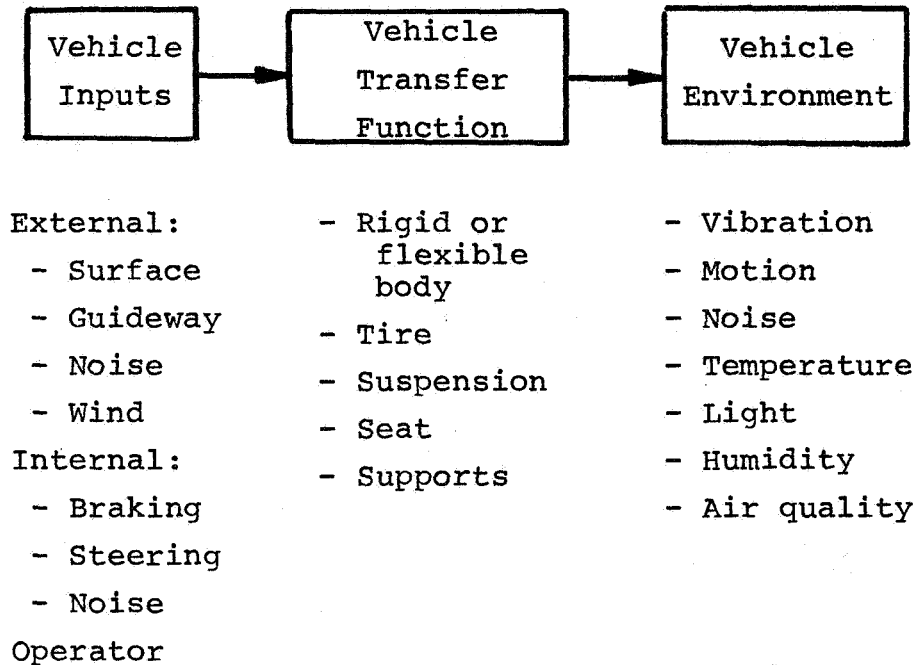 Vehicle
Inputs
Vehicle
Transfer
Function
Vehicle
Environment
External:
- Surface
- Guideway
- Noise
- Wind
Internal:
- Braking
- Steering
- Noise
Operator
- Rigid or
flexible
body
- Tire
- Suspension
- Seat
- Supports
- Vibration
- Motion
- Noise
- Temperature
- Light
- Humidity
- Air quality